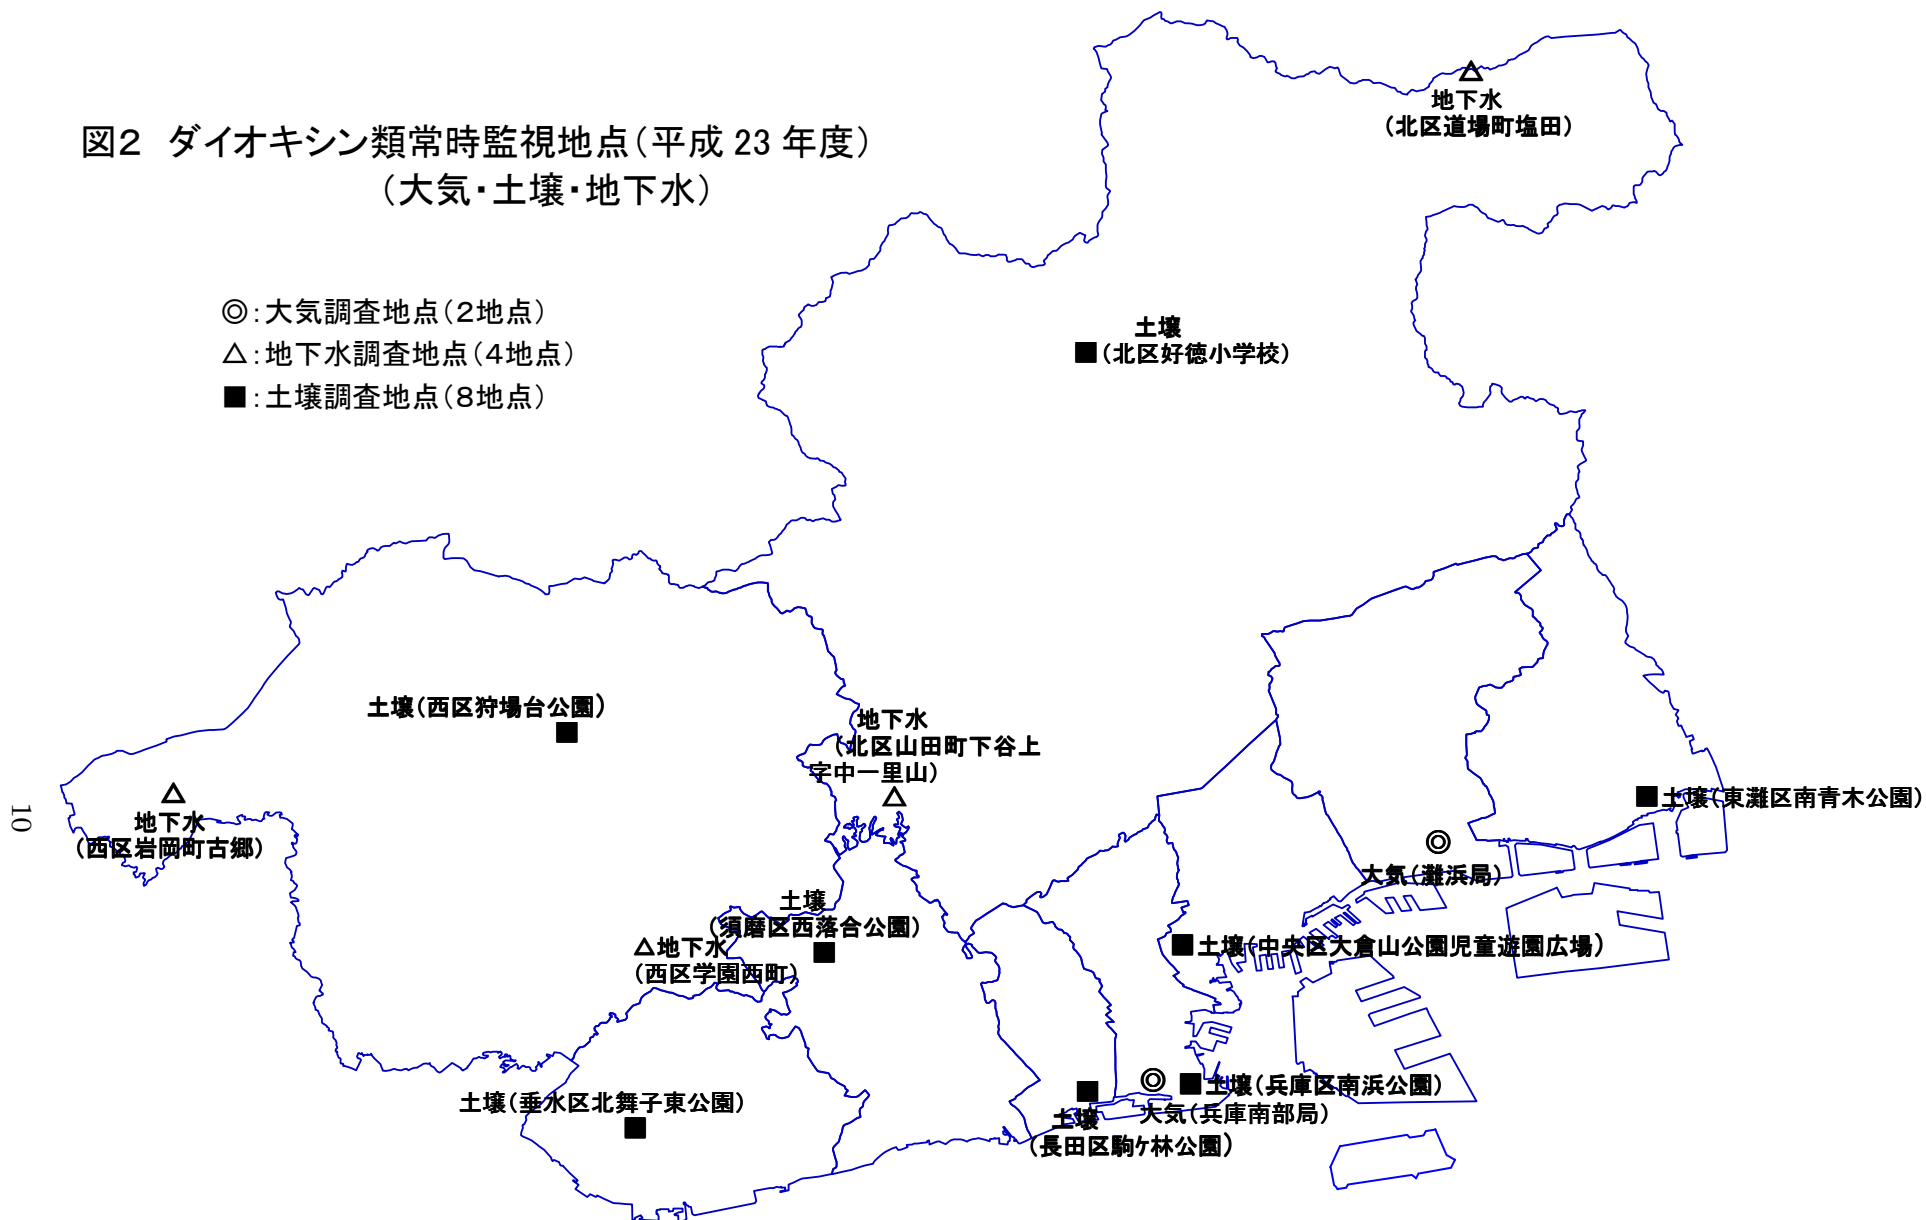 図2 ダイオキシン類常時監視地点(平成 23 年度)
(大気・土壌・地下水)
◎:大気調査地点(2地点)
△:地下水調査地点(4地点)
■:土壌調査地点(8地点)
△
地下水
(北区道場町塩田)
土壌
■(北区好徳小学校)
土壌(西区狩場台公園)
■
地下水
(北区山田町下谷上
字中一里山)
△
△
地下水
(西区岩岡町古郷)
■土壌(東灘区南青木公園)
◎
大気(灘浜局)
土壌
(須磨区西落合公園)
■
△地下水
(西区学園西町)
■土壌(中央区大倉山公園児童遊園広場)
土壌(垂水区北舞子東公園)
■
◎
■土壌(兵庫区南浜公園)
大気(兵庫南部局)
■
土壌
(長田区駒ケ林公園)
10